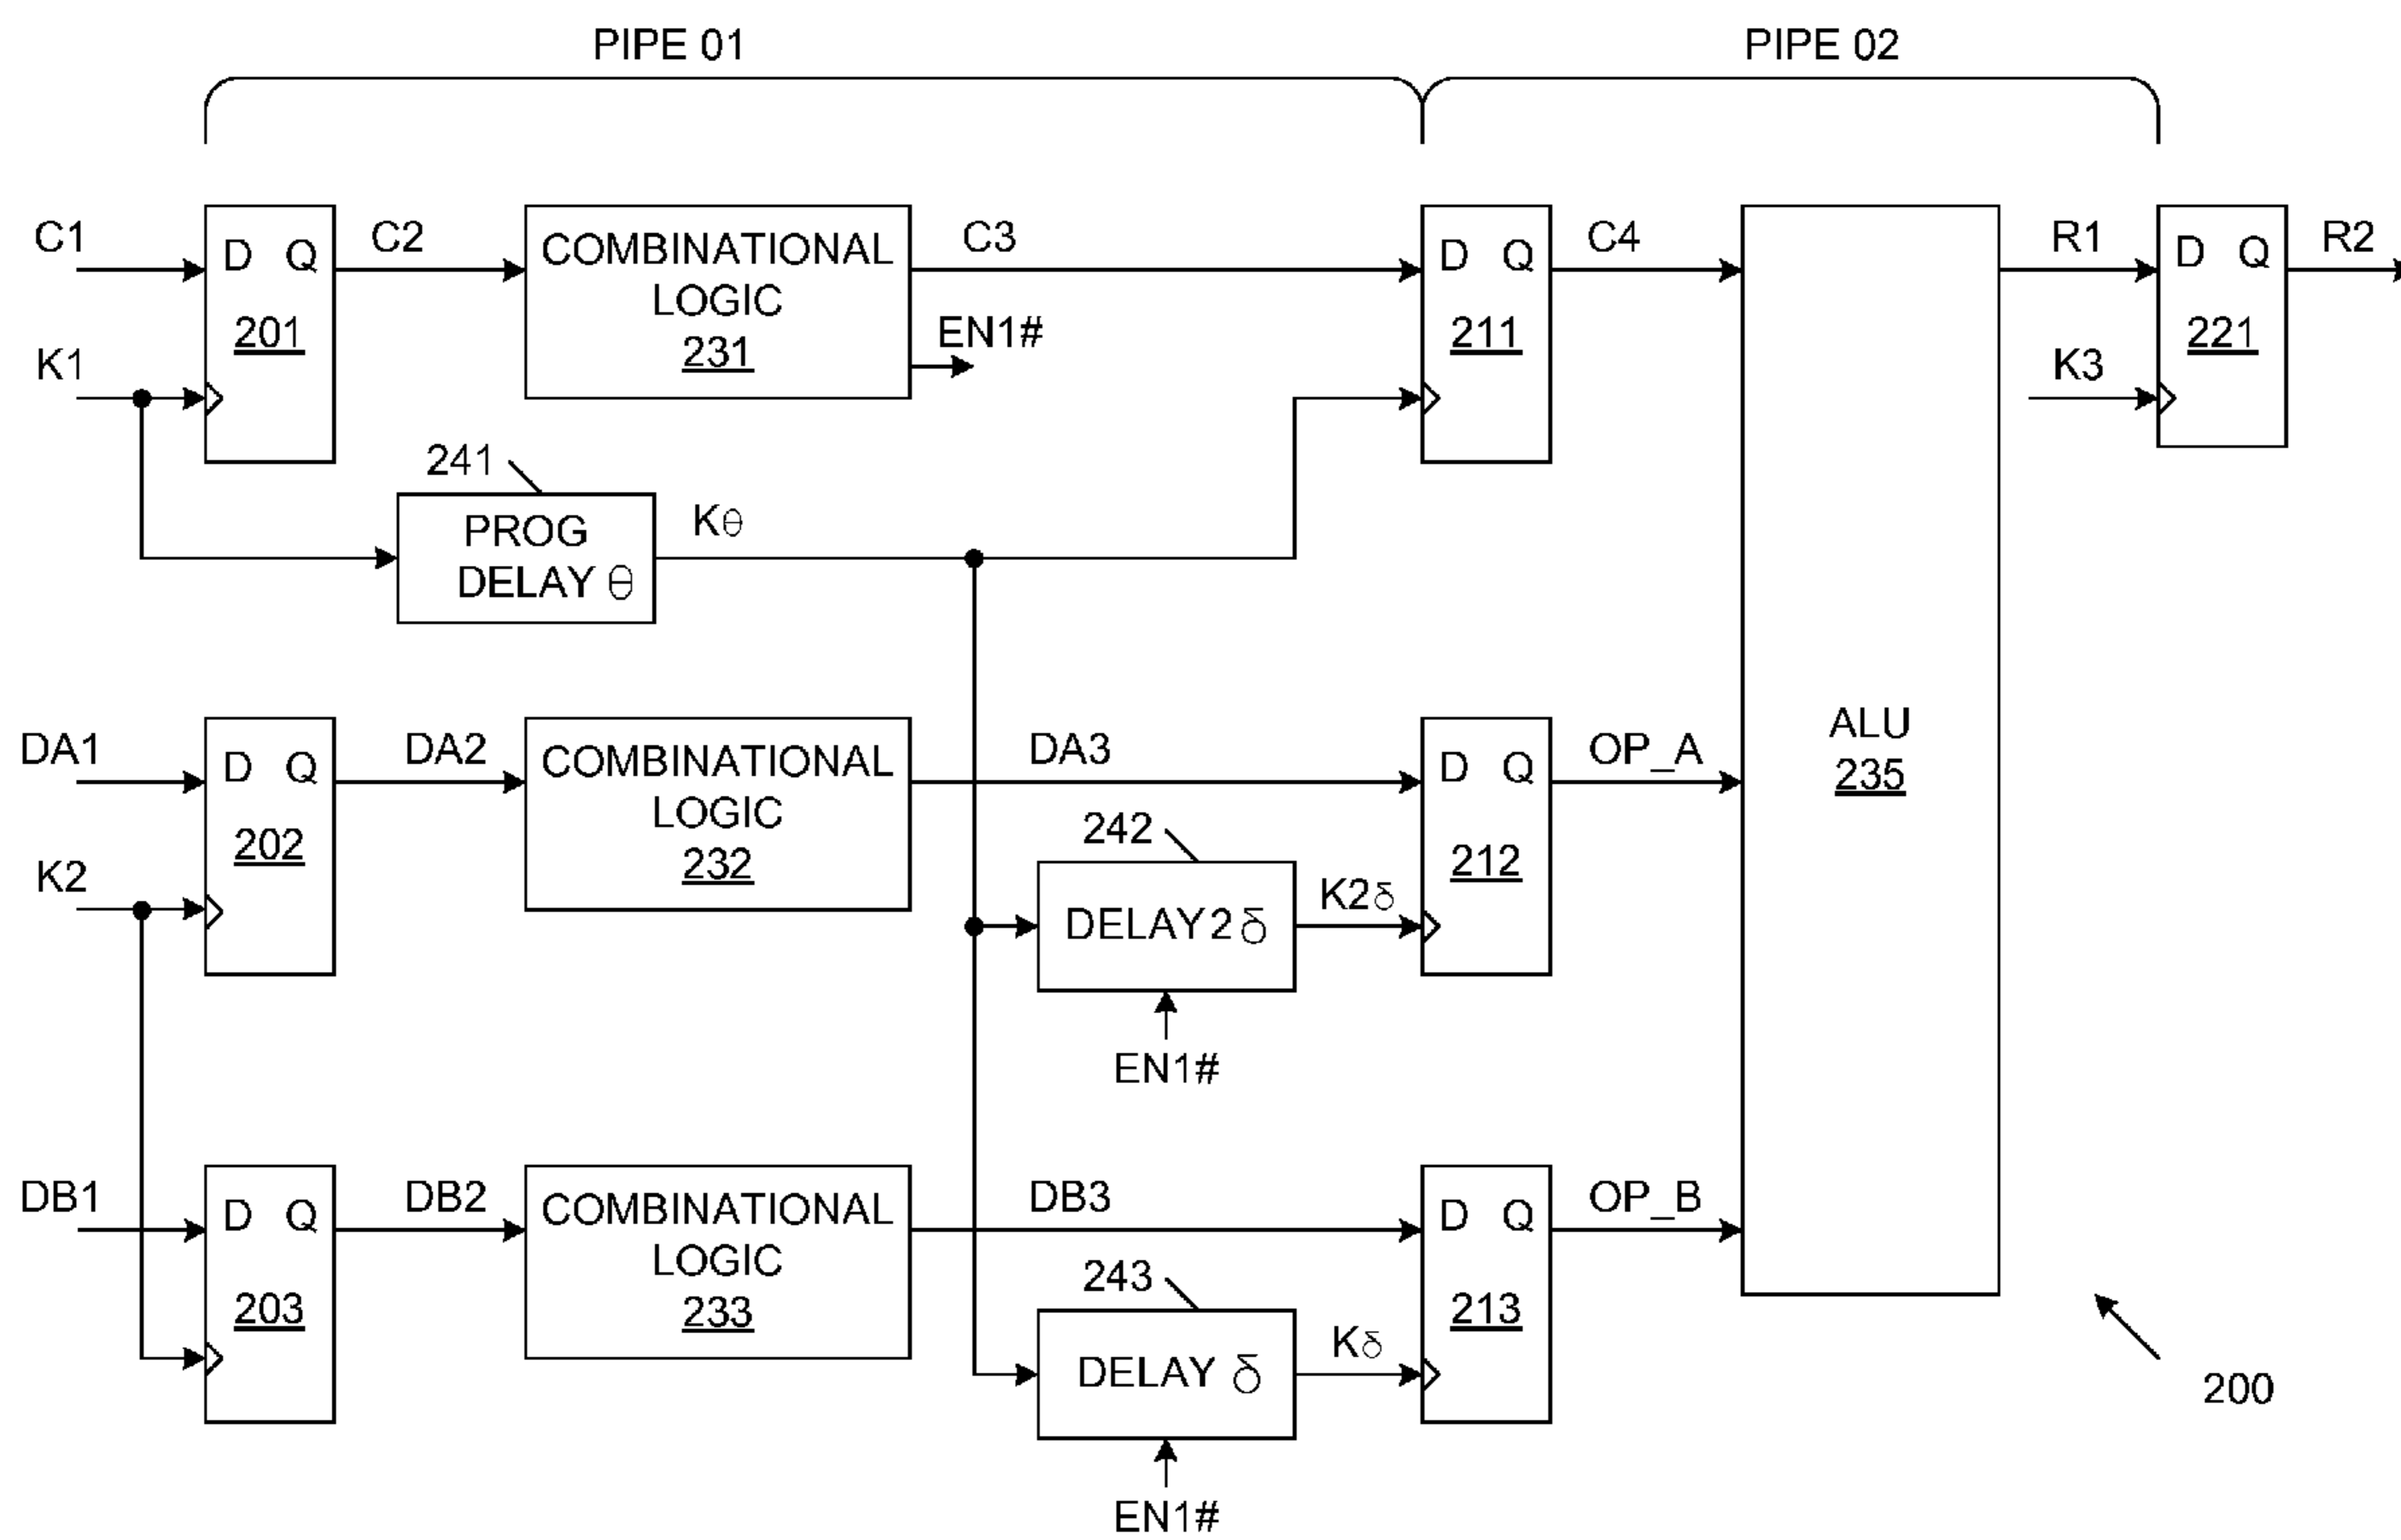 PIPE 01
PIPE 02
C1
D Q
C2
COMBINATIONAL
LOGIC
231
C3
EN1#
D Q
C4
R1
D Q
R2
K1
201
211
K3
221
241
PROG
DELAY θ
Kθ
DA1
D Q
DA2
COMBINATIONAL
LOGIC
232
DA3
D Q
OP_A
ALU
235
K2
202
242
DELAY2 δ
K2δ
212
EN1#
DB1
D Q
DB2
COMBINATIONAL
LOGIC
233
DB3
D Q
OP_B
203
243
DELAY δ
Kδ
213
EN1#
200